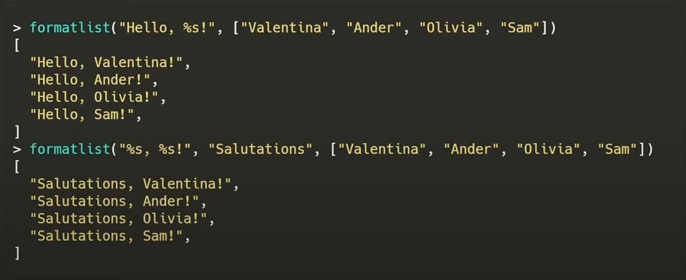 > formatlist("Hello, %s!", ["Valentina", "Ander", "Olivia", "Sam"])
[
  "Hello, Valentina!",
  "Hello, Ander!",
  "Hello, Olivia!",
  "Hello, Sam!",
]
> formatlist("%s, %s!", "Salutations", ["Valentina", "Ander", "Olivia", "Sam"])
[
  "Salutations, Valentina!",
  "Salutations, Ander!",
  "Salutations, Olivia!",
  "Salutations, Sam!",
]